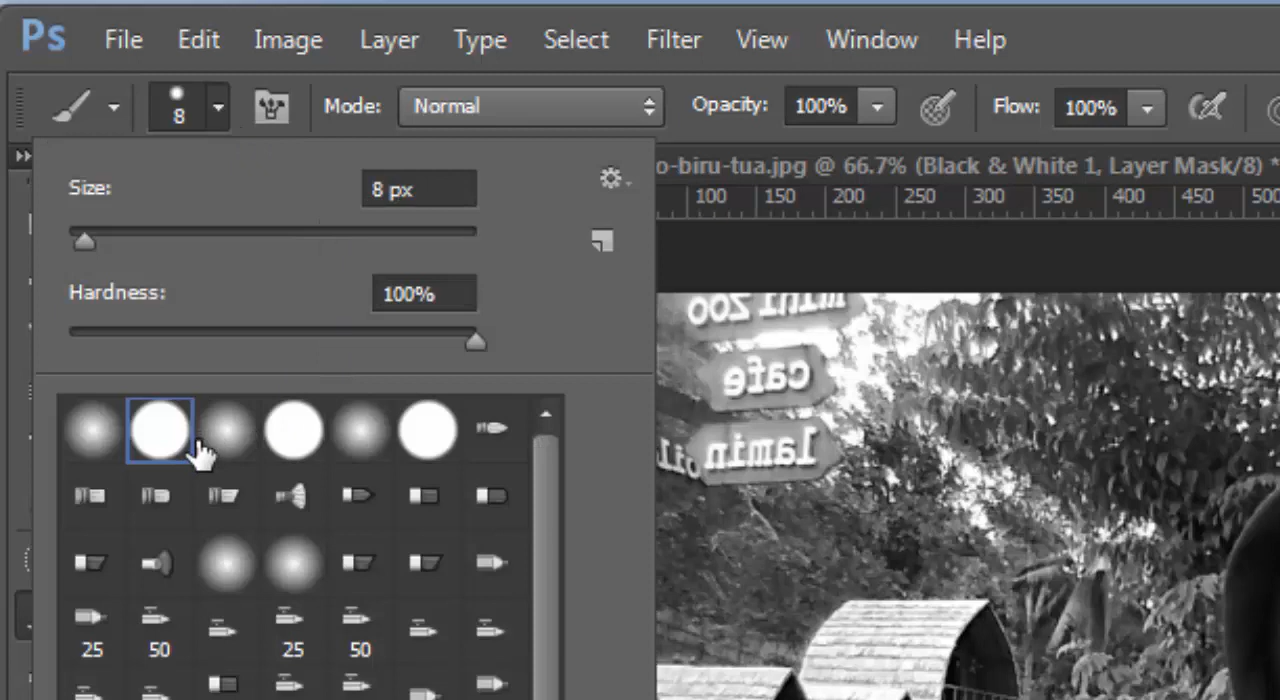 Ps File Edit Image Layer Type Select Filter View Window Help
8 Mode: Normal Opacity: 100% Flow: 100%
o-biru-tua.jpg @ 66.7% (Black & White 1, Layer Mask/8) *
Size: 8 px
100 150 200 250 300 350 400 450 500
Hardness: 100%
mini zoo
cafe
lamin
25 50 25 50